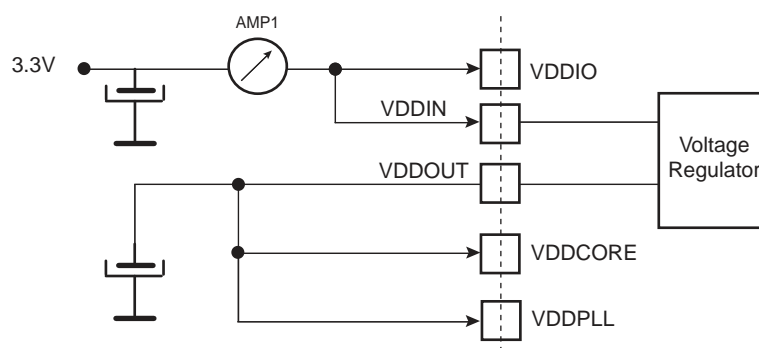 AMP1
3.3V
VDDIO
VDDIN
Voltage
Regulator
VDDOUT
VDDCORE
VDDPLL